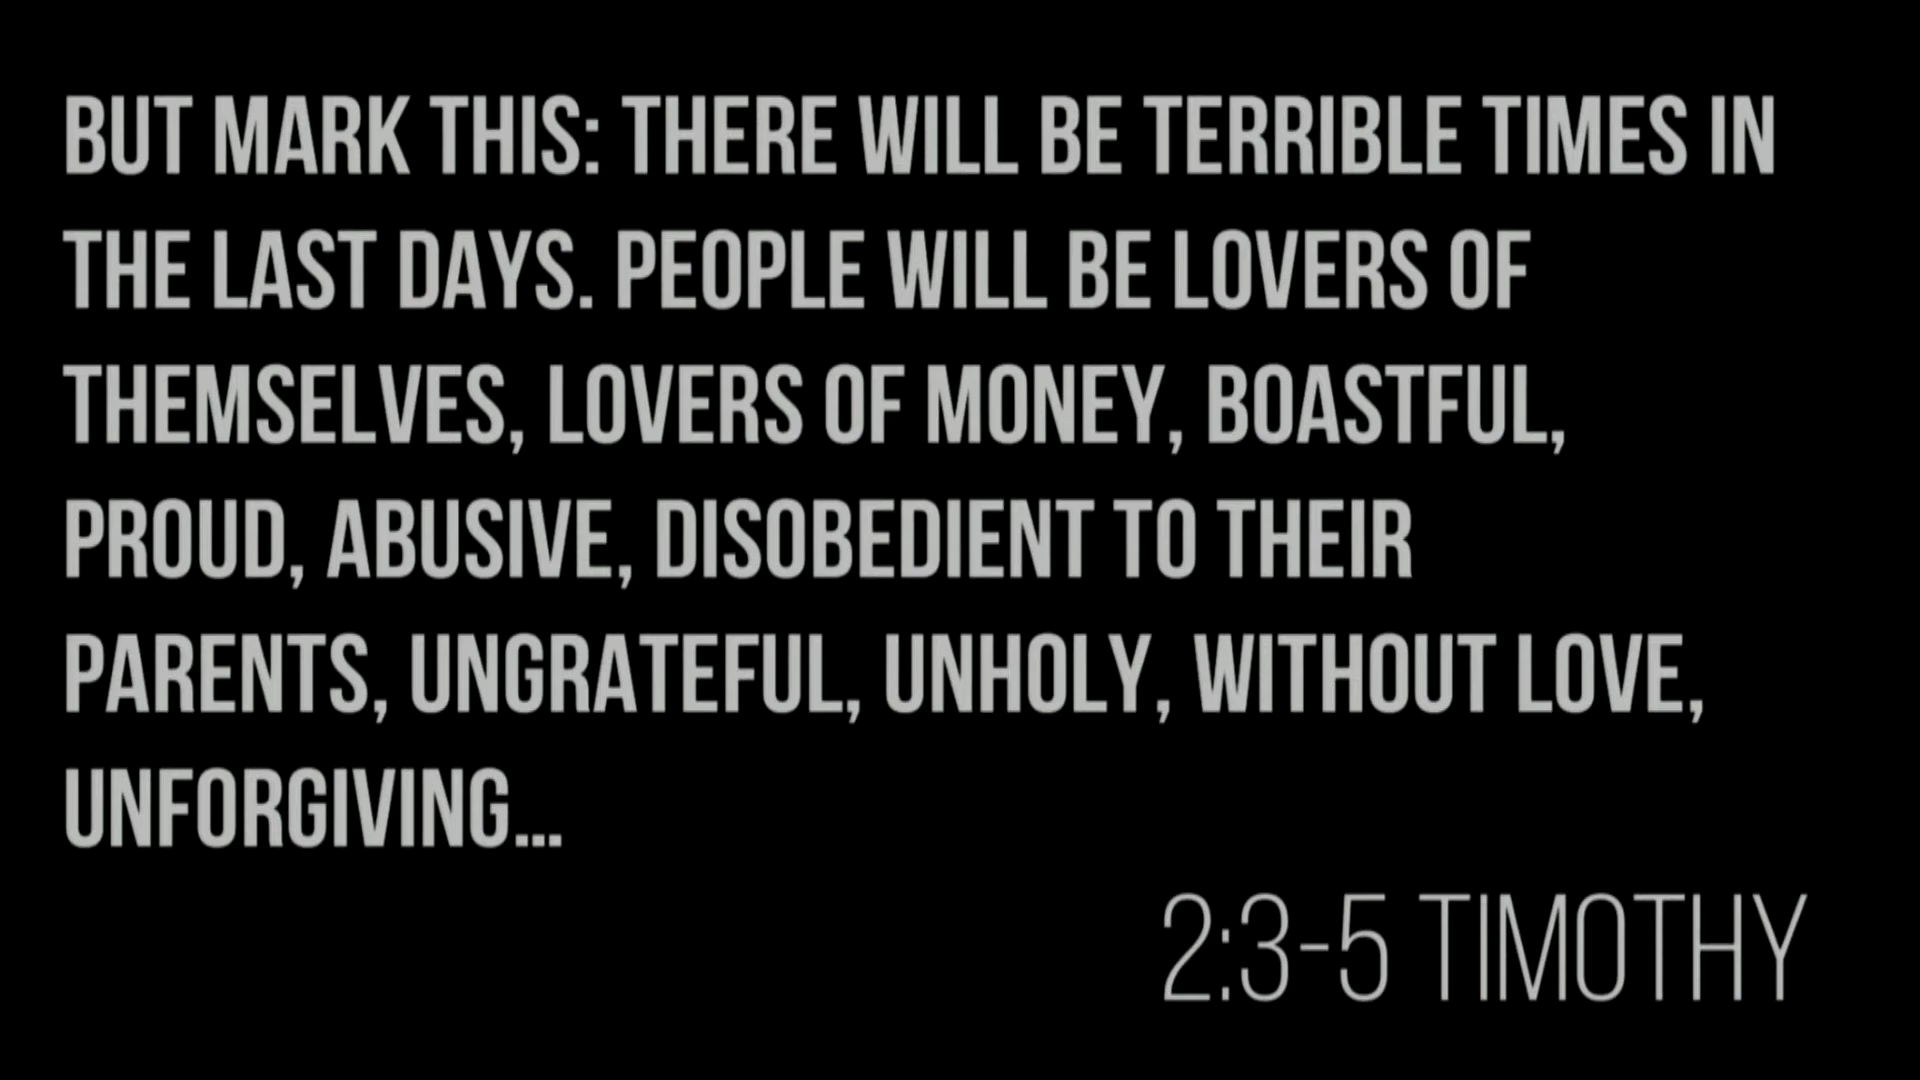 BUT MARK THIS: THERE WILL BE TERRIBLE TIMES IN
THE LAST DAYS. PEOPLE WILL BE LOVERS OF
THEMSELVES, LOVERS OF MONEY, BOASTFUL,
PROUD, ABUSIVE, DISOBEDIENT TO THEIR
PARENTS, UNGRATEFUL, UNHOLY, WITHOUT LOVE,
UNFORGIVING...
2:3-5 TIMOTHY